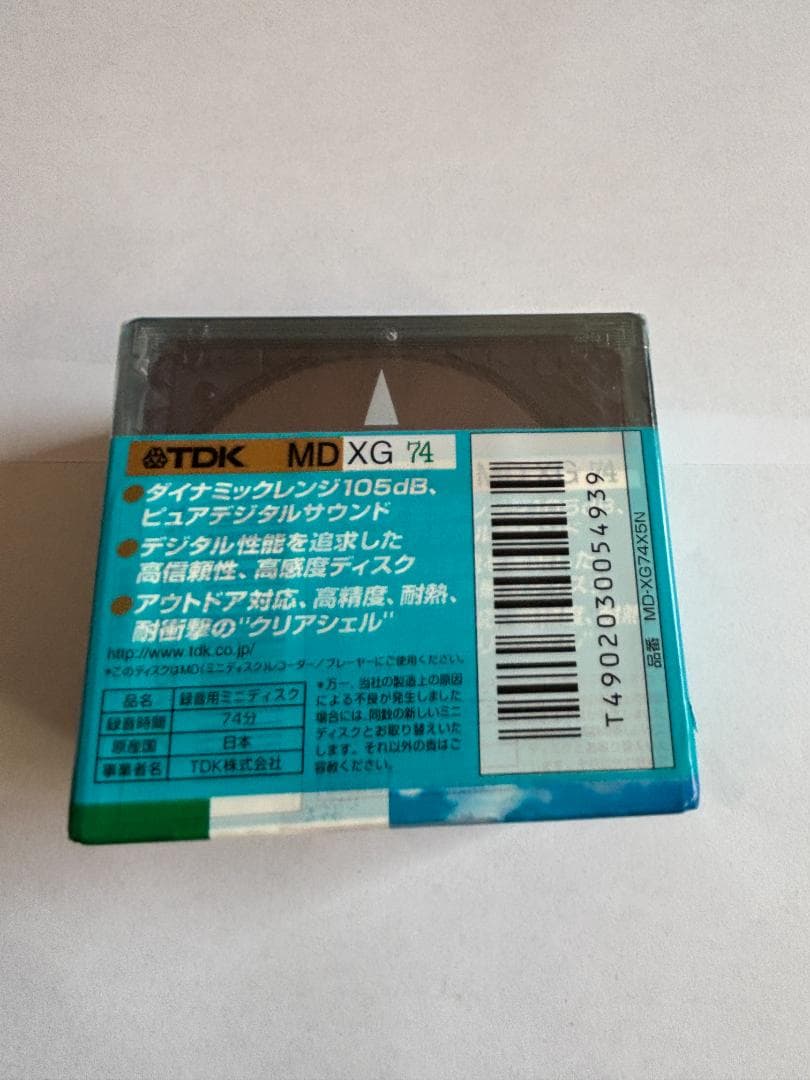 TDK MD XG 74
●ダイナミックレンジ105dB、
ピュアデジタルサウンド
●デジタル性能を追求した
高信頼性、高感度ディスク
●アウトドア対応、高精度、耐熱、
耐衝撃の"クリアシェル"
http://www.tdk.co.jp/
*このディスクはMD(ミニディスク)レコーダー/プレーヤーにご使用ください。
品名 録音用ミニディスク
録音時間 74分
原産国 日本
事業者名 TDK株式会社
*万一、当社の製造上の原因
による不良が発生しました
場合には、同数の新しいミニ
ディスクとお取り替えいた
します。それ以外の責はご
容赦ください。
T4902030054939
品番 MD-XG74X5N